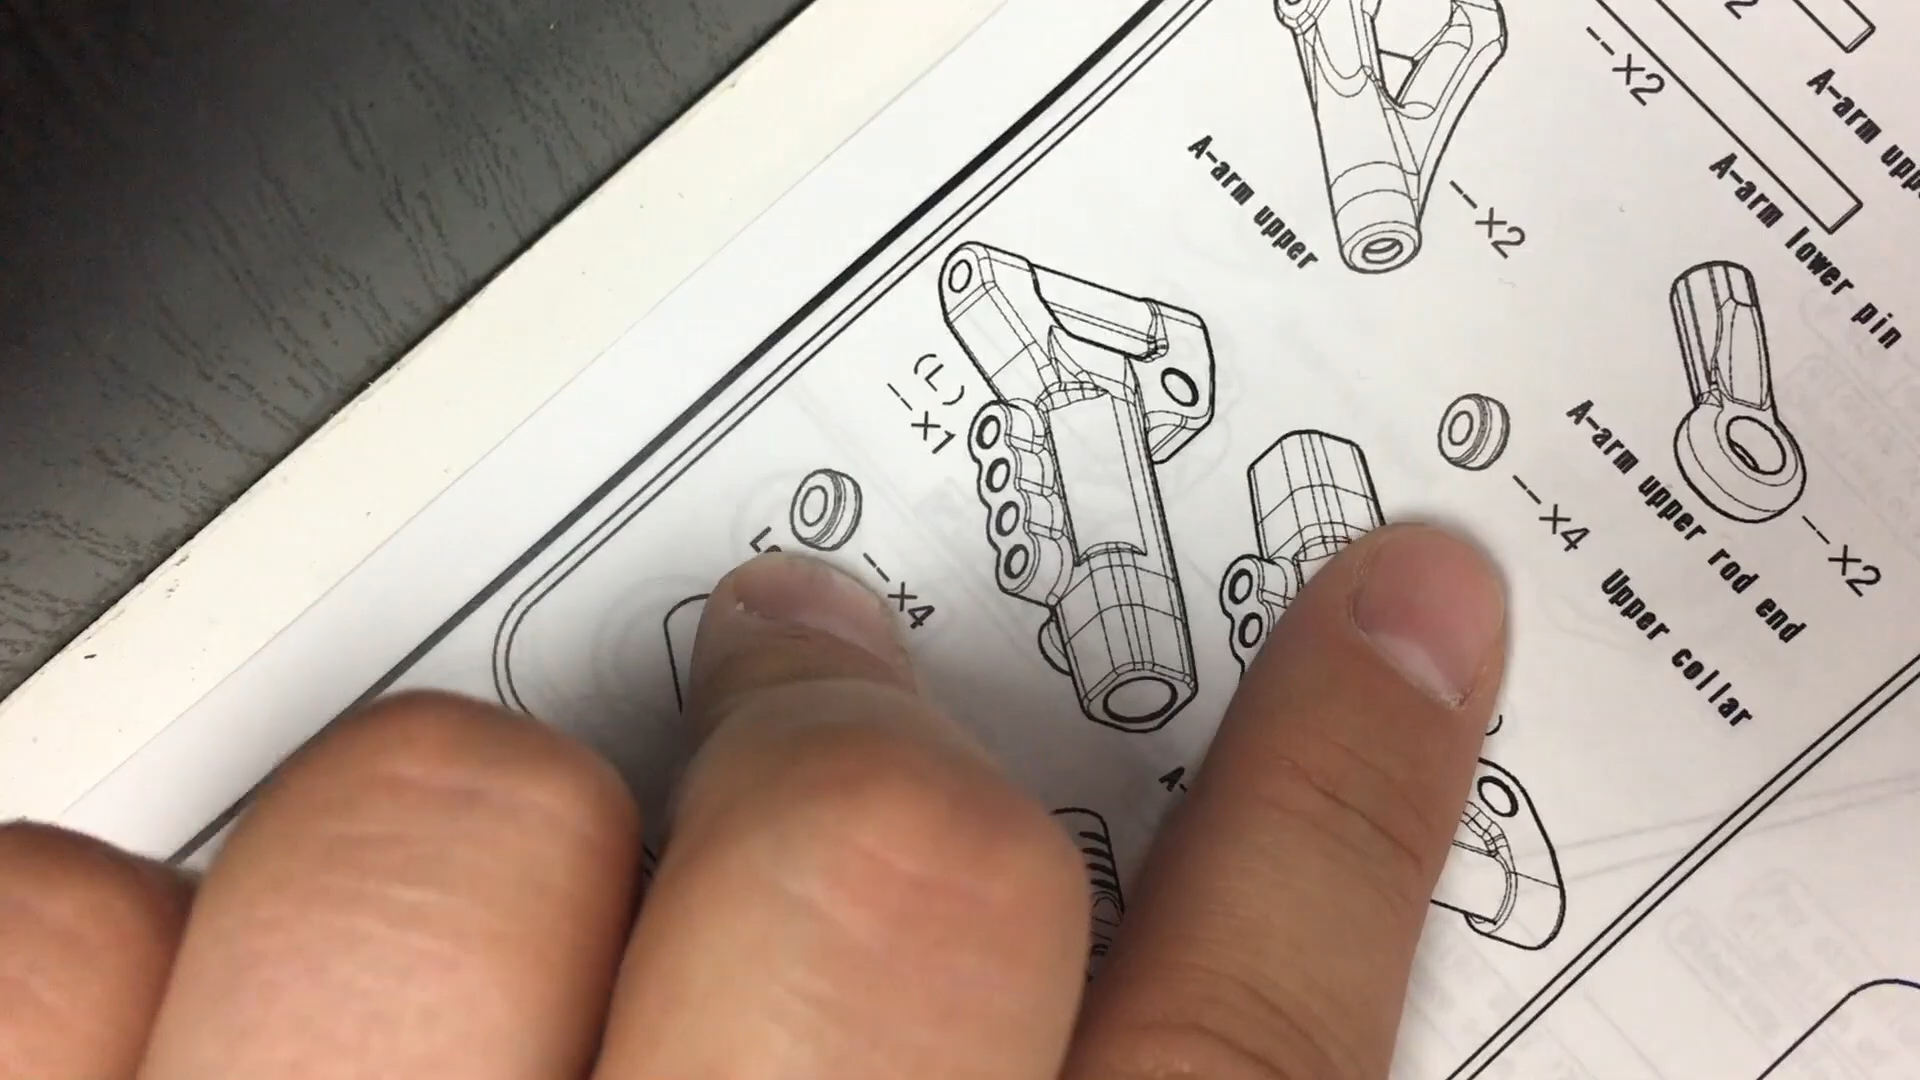 2
A-arm upp
--X2
A-arm lower pin
--X2
A-arm upper
--X2
A-arm upper rod end
--X4
Upper collar
(L)
--X1
--X4
A-